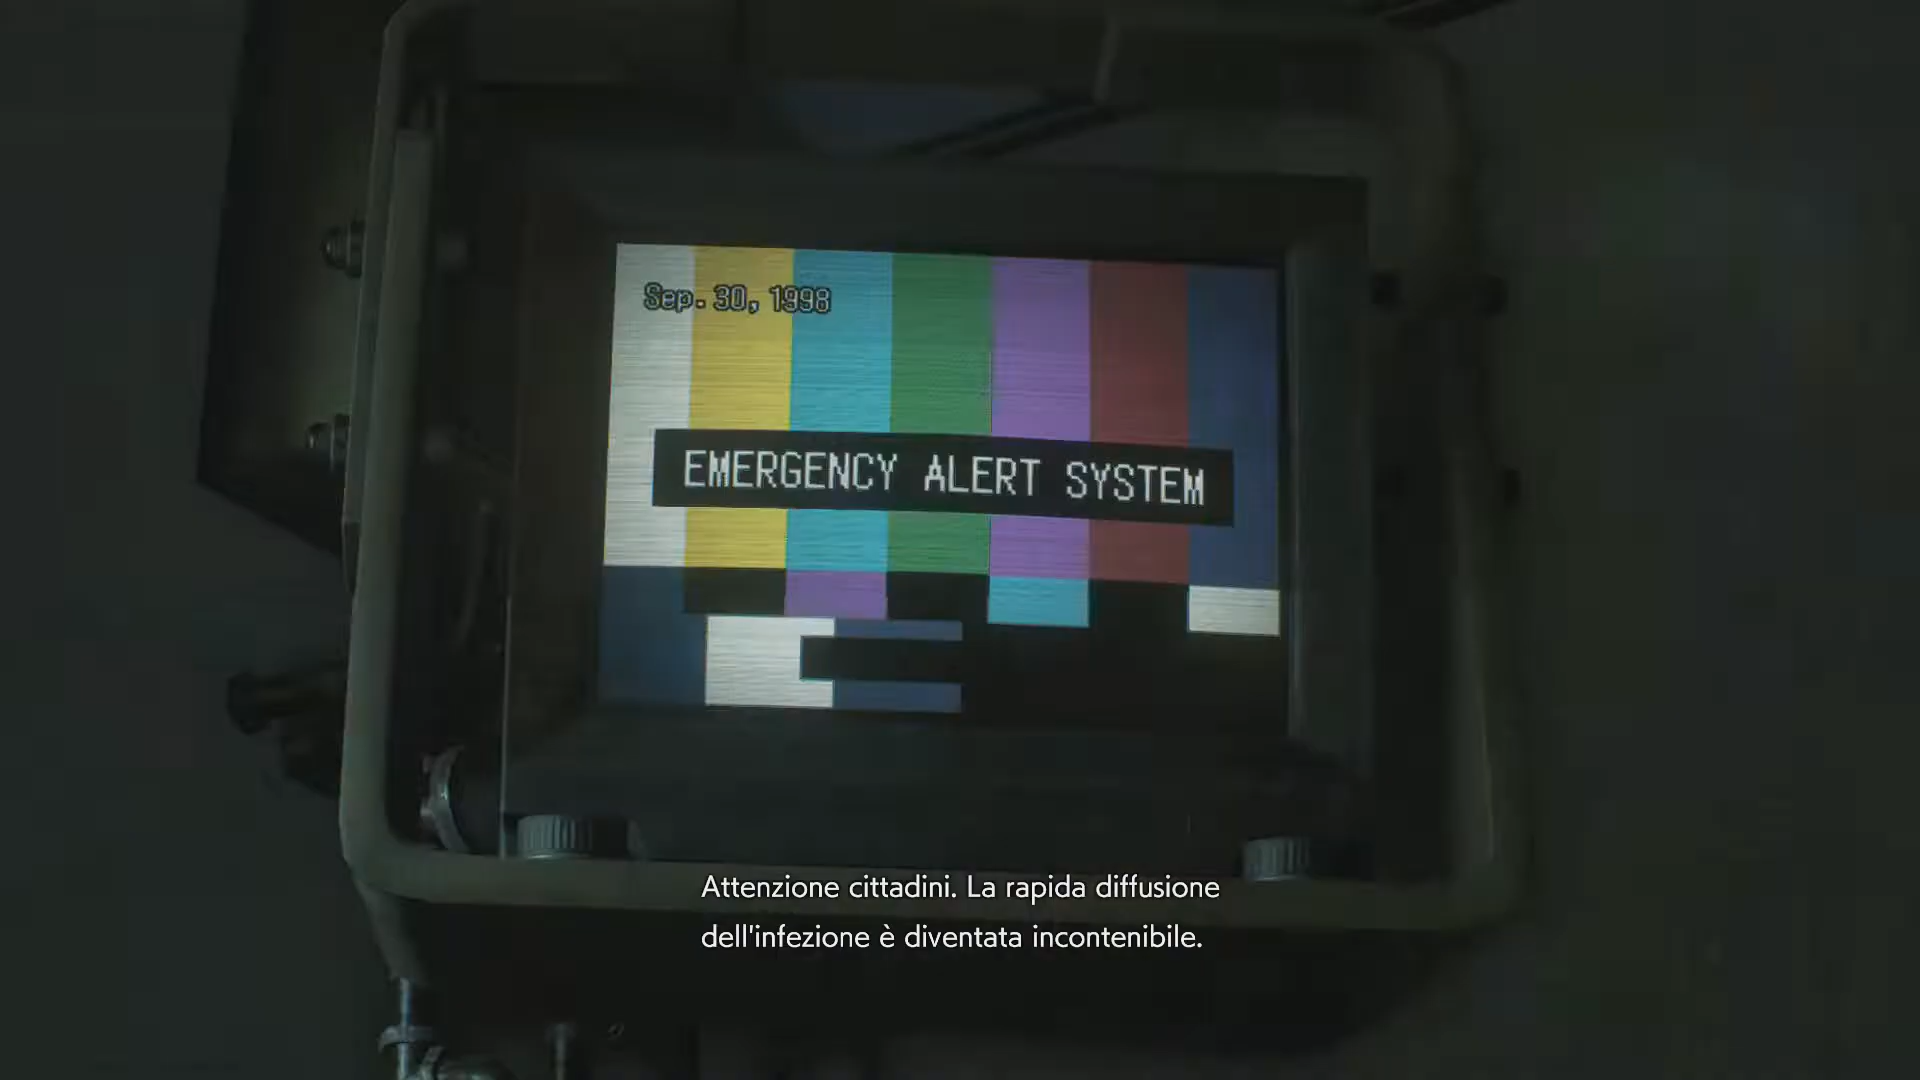 Sep. 30, 1998
EMERGENCY ALERT SYSTEM
Attenzione cittadini. La rapida diffusione
dell'infezione è diventata incontenibile.